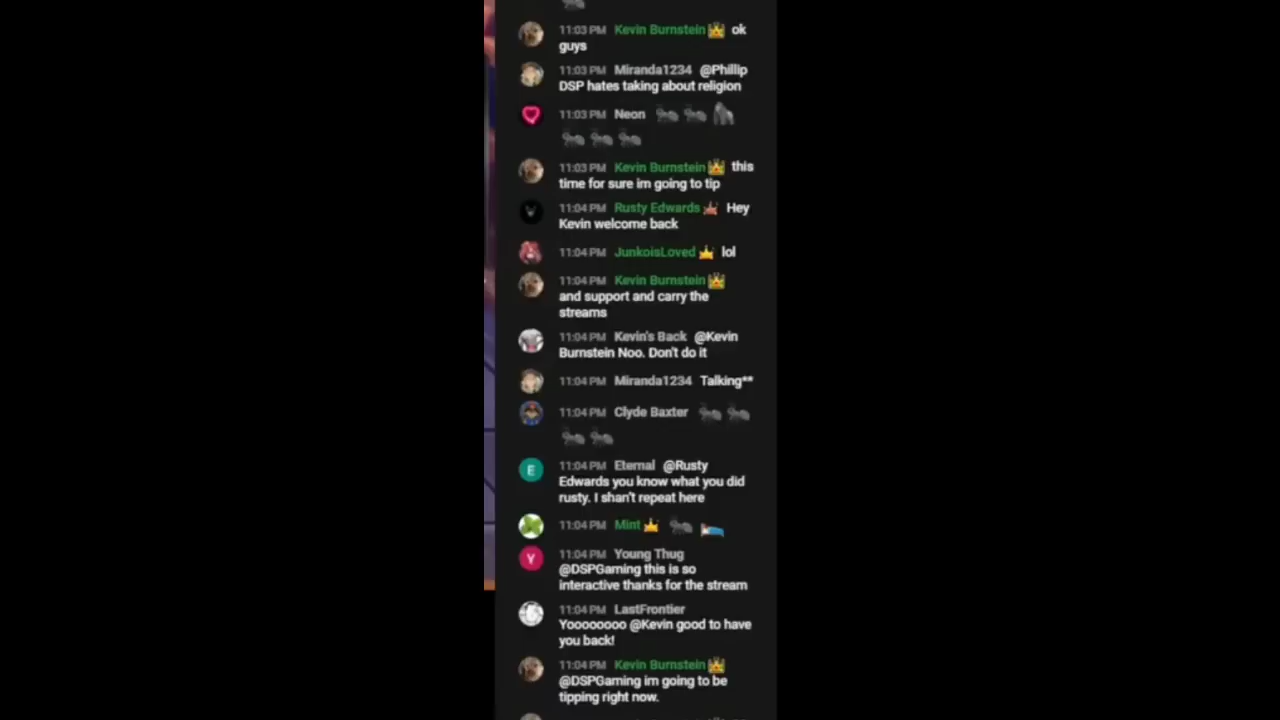 11:03 PM Kevin Burnstein ok
guys
11:03 PM Miranda1234 @Phillip
DSP hates taking about religion
11:03 PM Neon
11:03 PM Kevin Burnstein this
time for sure im going to tip
11:04 PM Rusty Edwards Hey
Kevin welcome back
11:04 PM JunkoisLoved lol
11:04 PM Kevin Burnstein
and support and carry the
streams
11:04 PM Kevin's Back @Kevin
Burnstein Noo. Don't do it
11:04 PM Miranda1234 Talking**
11:04 PM Clyde Baxter
E 11:04 PM Eternal @Rusty
Edwards you know what you did
rusty. I shan't repeat here
11:04 PM Mint
Y 11:04 PM Young Thug
@DSPGaming this is so
interactive thanks for the stream
11:04 PM LastFrontier
Yoooooooo @Kevin good to have
you back!
11:04 PM Kevin Burnstein
@DSPGaming im going to be
tipping right now.